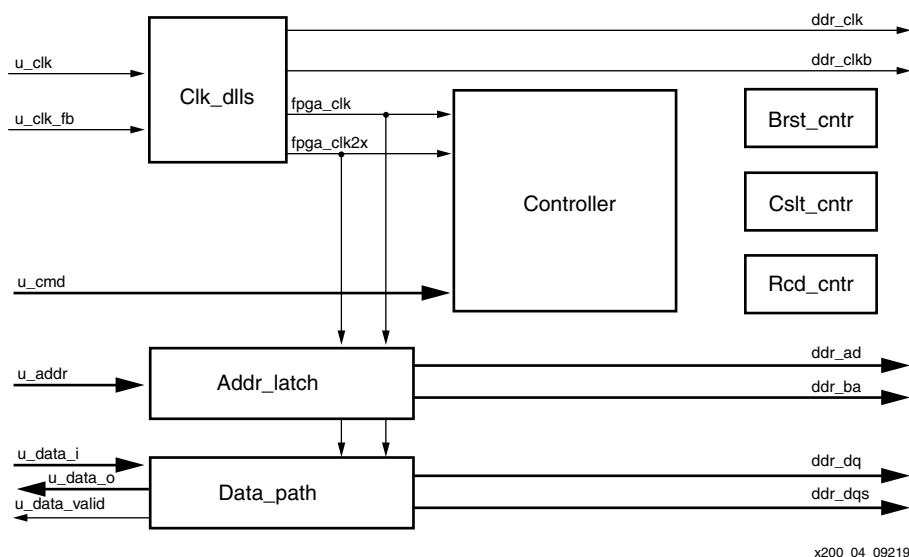 ddr_clk
u_clk
ddr_clkb
Clk_dlls
fpga_clk
u_clk_fb
Brst_cntr
fpga_clk2x
Controller
Cslt_cntr
u_cmd
Rcd_cntr
ddr_ad
u_addr
Addr_latch
ddr_ba
u_data_i
ddr_dq
u_data_o
Data_path
ddr_dqs
u_data_valid
x200_04_09219